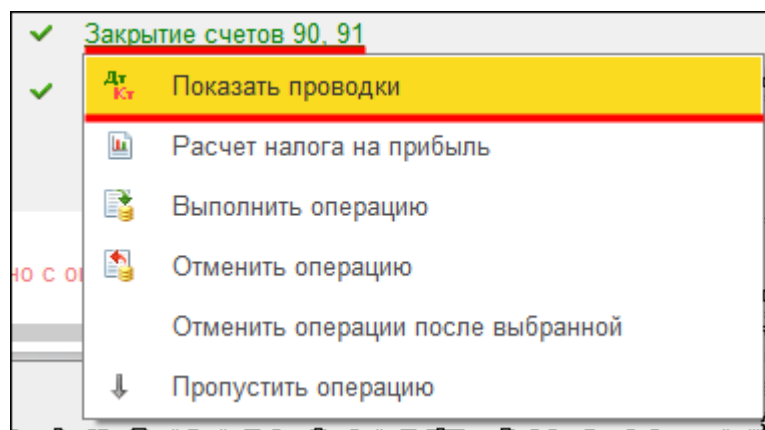 Закрытие счетов 90, 91
Дт
Кт
Показать проводки
Расчет налога на прибыль
Выполнить операцию
но с о
Отменить операцию
Отменить операции после выбранной
Пропустить операцию